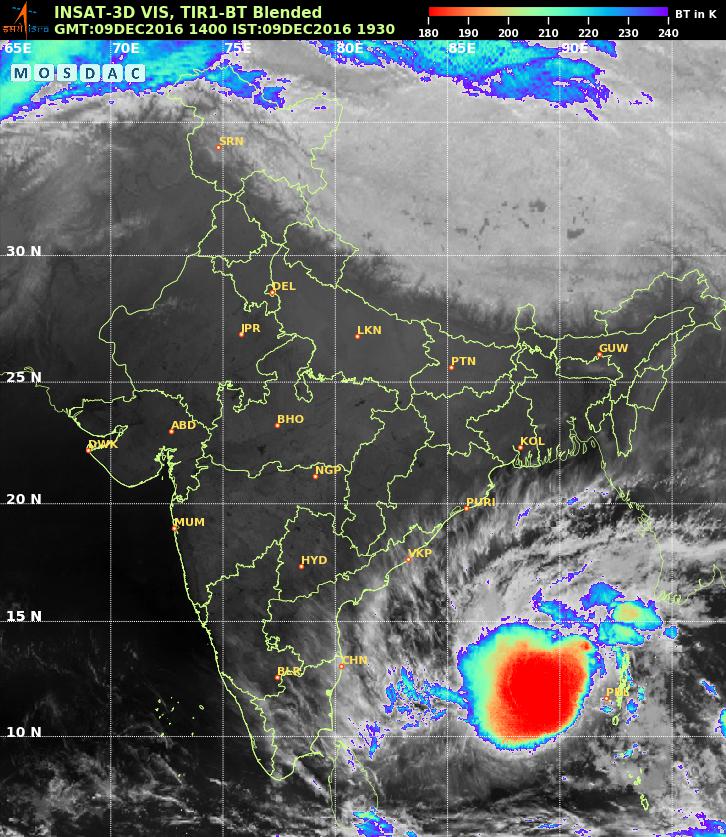 INSAT-3D VIS, TIR1-BT Blended
GMT:09DEC2016 1400 IST:09DEC2016 1930
BT in K
180 190 200 210 220 230 240
65E 70E 75E 80E 85E 90E
MOSDAC
SRN
30 N
DEL
JPR LKN
GUW
PTN
25 N
ABD BHO
DWK KOL
NGP
20 N PURI
MUM
VKP
HYD
15 N
CHN
BLR
10 N